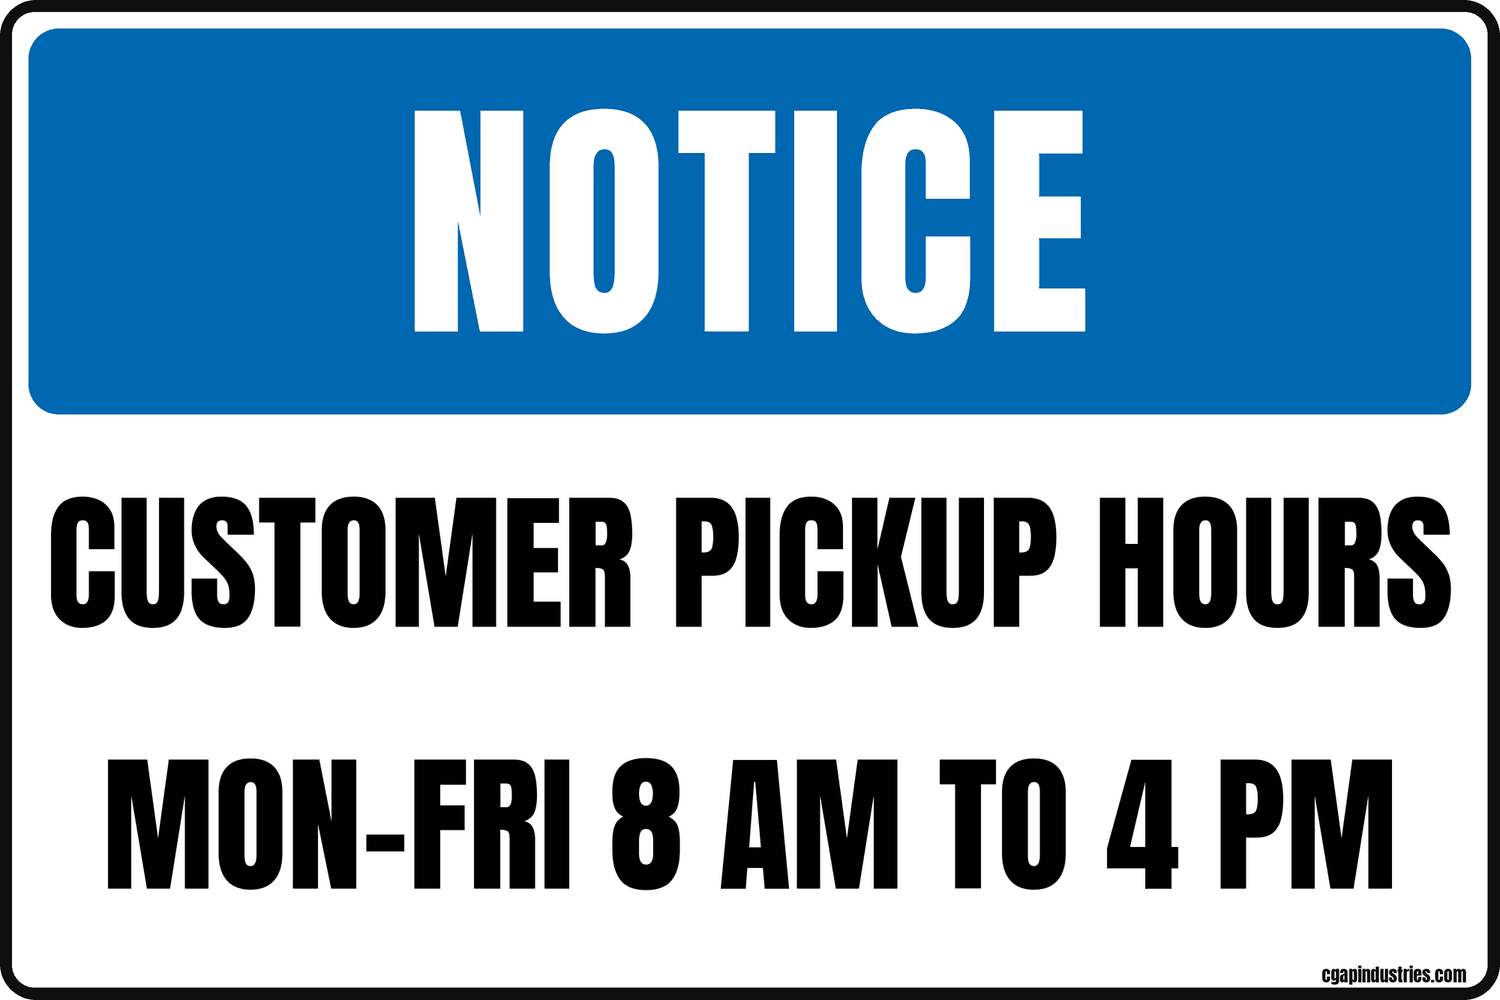 NOTICE
CUSTOMER PICKUP HOURS
MON-FRI 8 AM TO 4 PM
cgapindustries.com